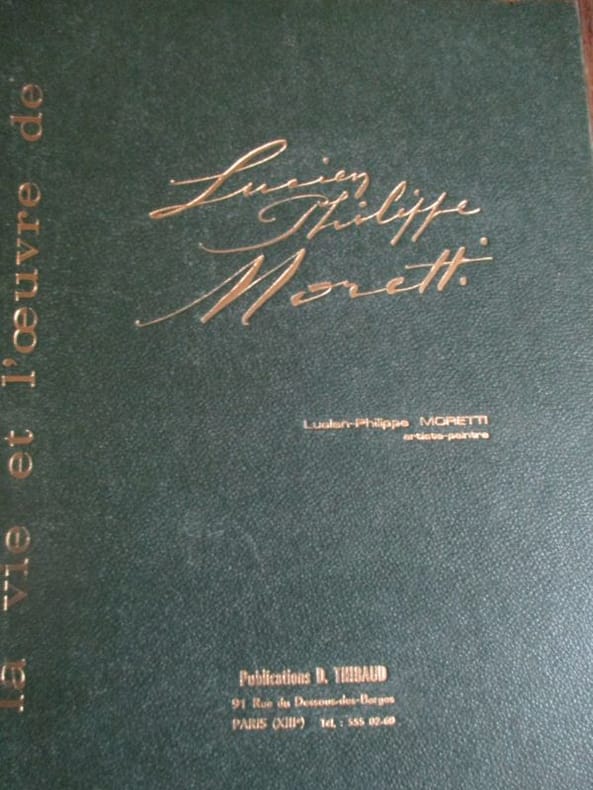 la vie et l'œuvre de
Lucien
Philippe
Moretti
Lucien-Philippe MORETTI
artiste-peintre
Publications D. THIBAUD
91 Rue du Dessous-des-Berges
PARIS (XIIIe) Tél. : 555 02-60